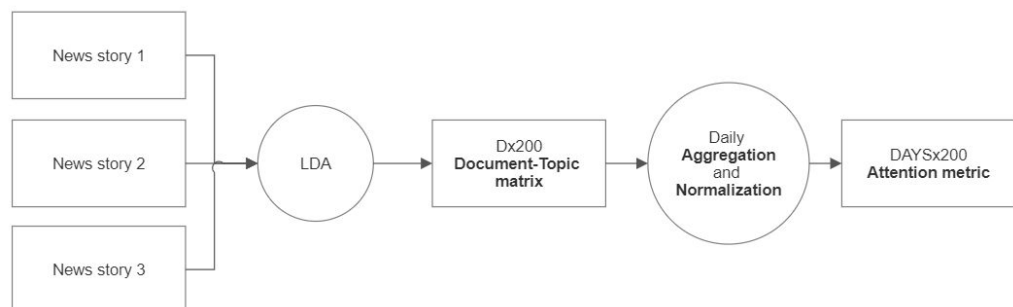 News story 1
News story 2
News story 3
LDA
Dx200
Document-Topic
matrix
Daily
Aggregation
and
Normalization
DAYSx200
Attention metric